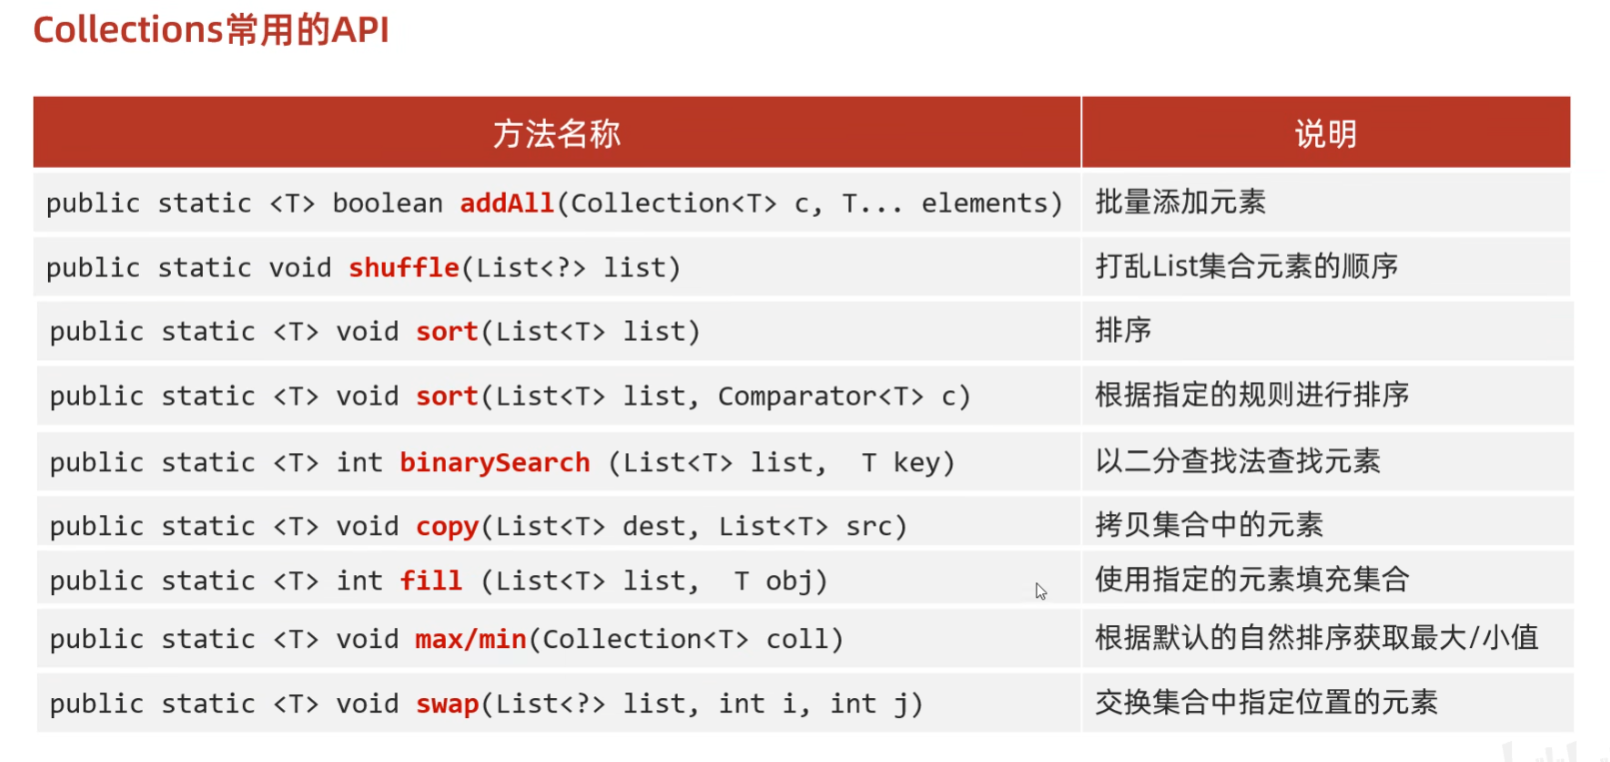 Collections常用的API
方法名称 说明
public static <T> boolean addAll(Collection<T> c, T... elements) 批量添加元素
public static void shuffle(List<?> list) 打乱List集合元素的顺序
public static <T> void sort(List<T> list) 排序
public static <T> void sort(List<T> list, Comparator<T> c) 根据指定的规则进行排序
public static <T> int binarySearch (List<T> list,  T key) 以二分查找法查找元素
public static <T> void copy(List<T> dest, List<T> src) 拷贝集合中的元素
public static <T> int fill (List<T> list,  T obj) 使用指定的元素填充集合
public static <T> void max/min(Collection<T> coll) 根据默认的自然排序获取最大/小值
public static <T> void swap(List<?> list, int i, int j) 交换集合中指定位置的元素